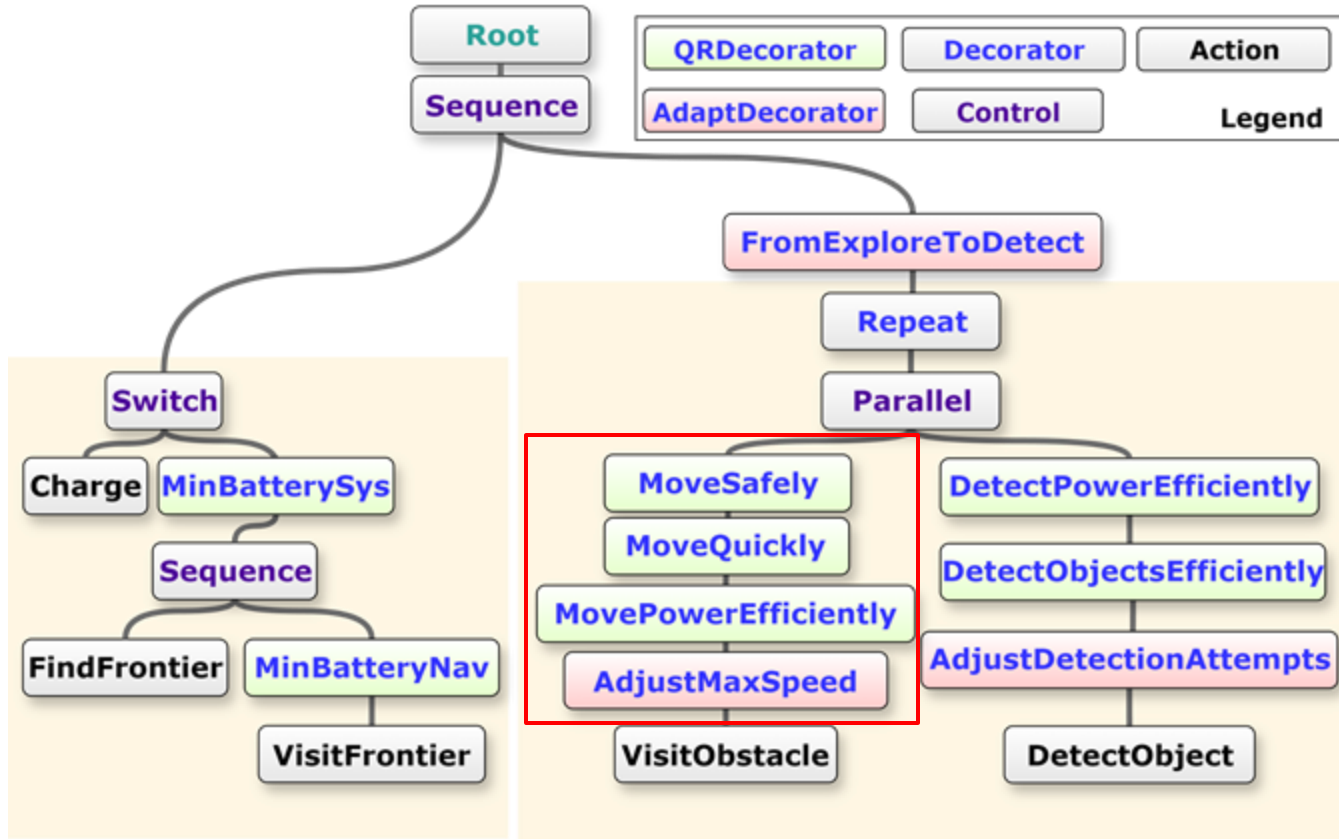 Root
Sequence
QRDecorator
Decorator
Action
AdaptDecorator
Control
Legend
FromExploreToDetect
Repeat
Parallel
Switch
Charge
MinBatterySys
Sequence
FindFrontier
MinBatteryNav
VisitFrontier
MoveSafely
MoveQuickly
MovePowerEfficiently
AdjustMaxSpeed
VisitObstacle
DetectPowerEfficiently
DetectObjectsEfficiently
AdjustDetectionAttempts
DetectObject